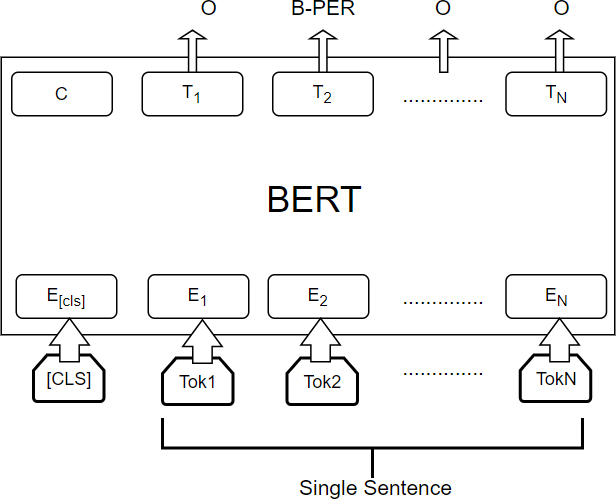 O B-PER O O
C T1 T2 ............... TN
BERT
E[cls] E1 E2 ............... EN
[CLS] Tok1 Tok2 ............... TokN
Single Sentence